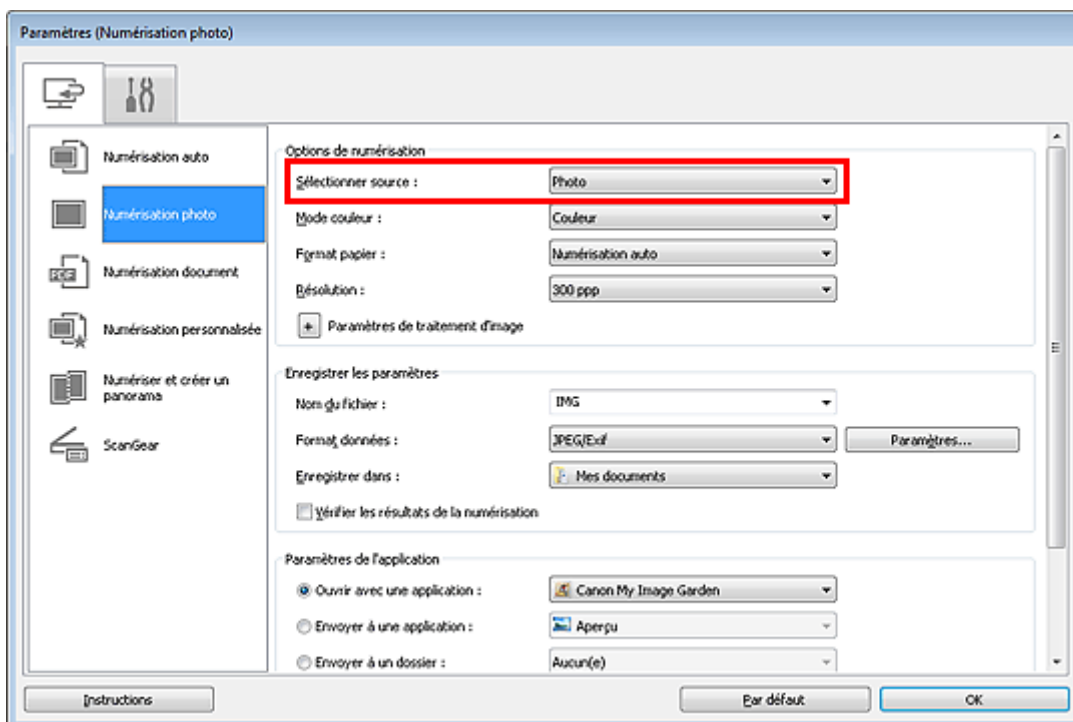 Paramètres (Numérisation photo)
Numérisation auto
Numérisation photo
PDF
Numérisation document
Numérisation personnalisée
Numériser et créer un
panorama
ScanGear
Options de numérisation
Sélectionner source : Photo
Mode couleur : Couleur
Format papier : Numérisation auto
Résolution : 300 ppp
+ Paramètres de traitement d'image
Enregistrer les paramètres
Nom du fichier : IMG
Format données : JPEG/Exif Paramètres...
Enregistrer dans : Mes documents
Vérifier les résultats de la numérisation
Paramètres de l'application
Ouvrir avec une application : Canon My Image Garden
Envoyer à une application : Aperçu
Envoyer à un dossier : Aucun(e)
Instructions Par défaut OK